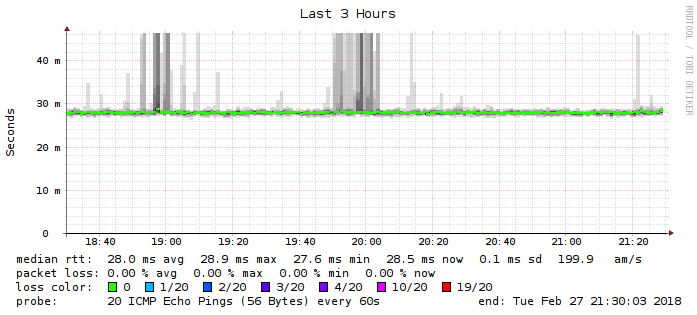 Last 3 Hours
RRDTOOL / TOBI OETIKER
Seconds
40 m
30 m
20 m
10 m
0
18:40 19:00 19:20 19:40 20:00 20:20 20:40 21:00 21:20
median rtt: 28.0 ms avg 28.9 ms max 27.6 ms min 28.5 ms now 0.1 ms sd 199.9 am/s
packet loss: 0.00 % avg 0.00 % max 0.00 % min 0.00 % now
loss color: 0 1/20 2/20 3/20 4/20 10/20 19/20
probe: 20 ICMP Echo Pings (56 Bytes) every 60s end: Tue Feb 27 21:30:03 2018